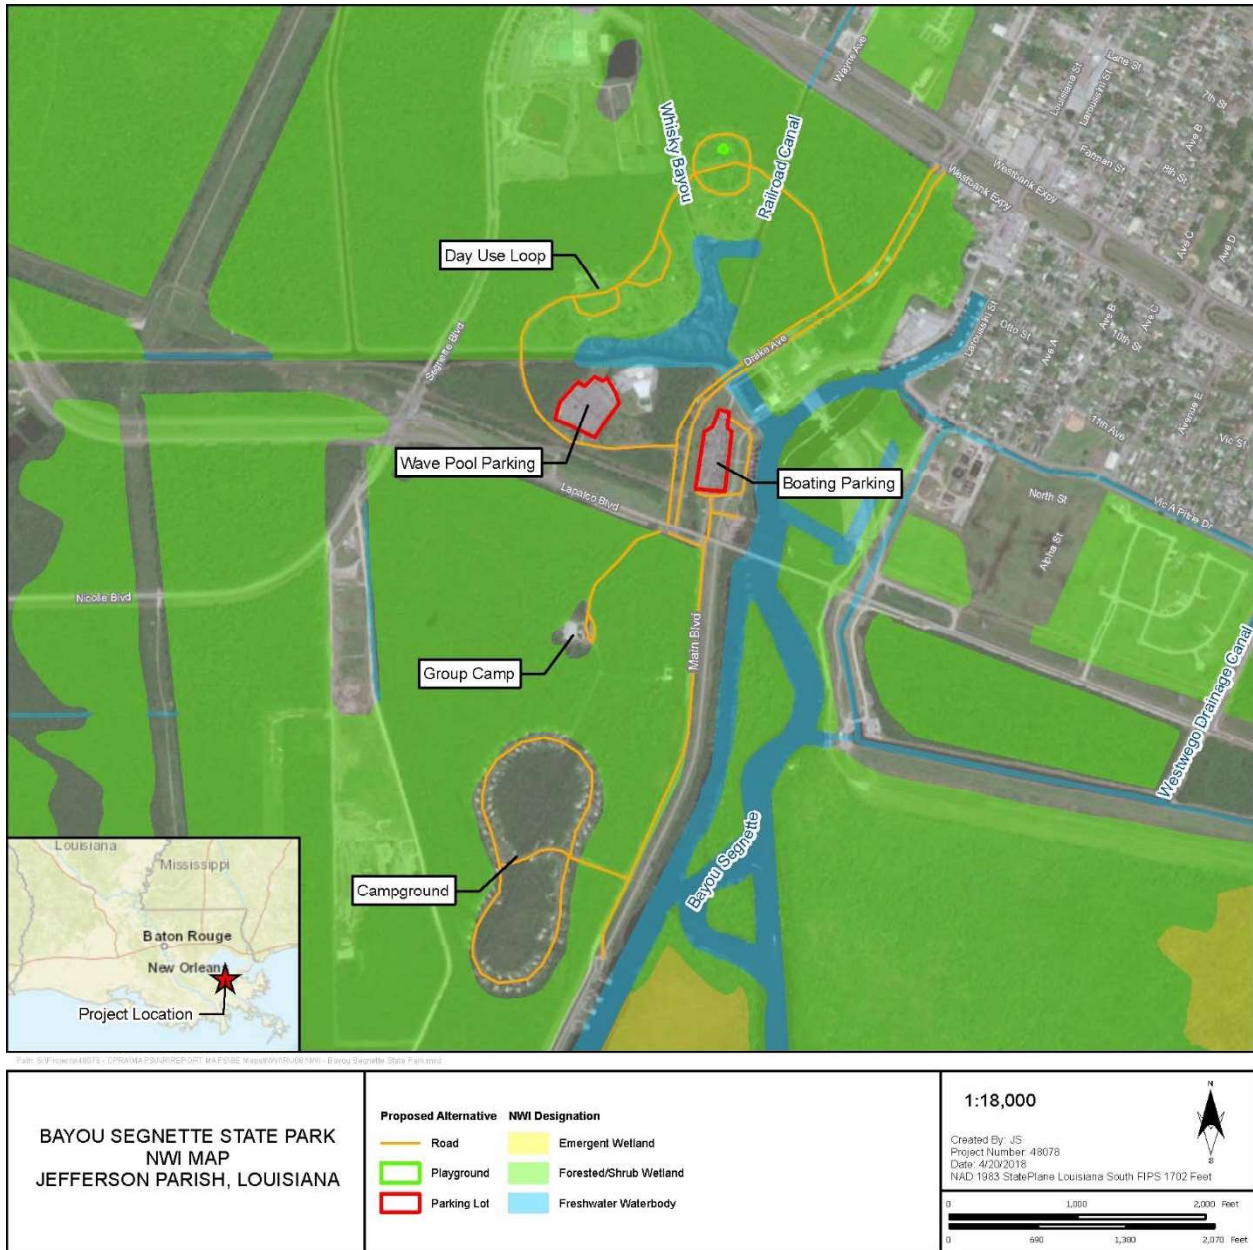 Wayne Ave
Lane St
Louisiana St
Laroussini St
7th St
Ave B
8th St
Farman St
Westbank Expy
Westbank Expy
Ave C
Ave D
Whisky Bayou
Railroad Canal
Day Use Loop
Segnette Blvd
Drake Ave
Laroussini St
Otto St
Ave A
Ave B
10th St
Ave C
Avenue E
11th Ave
Vic St
Wave Pool Parking
Boating Parking
Lapalco Blvd
North St
Alpha St
Vic A Pitre Dr
Nicolle Blvd
Group Camp
Main Blvd
Westwego Drainage Canal
Campground
Bayou Segnette
Louisiana
Mississippi
Baton Rouge
New Orlean
Project Location
BAYOU SEGNETTE STATE PARK
NWI MAP
JEFFERSON PARISH, LOUISIANA
Proposed Alternative NWI Designation
Road Emergent Wetland
Playground Forested/Shrub Wetland
Parking Lot Freshwater Waterbody
1:18,000
N
S
Created By: JS
Project Number: 48078
Date: 4/20/2018
NAD 1983 StatePlane Louisiana South FIPS 1702 Feet
0 1,000 2,000 Feet
0 690 1,380 2,070 Feet